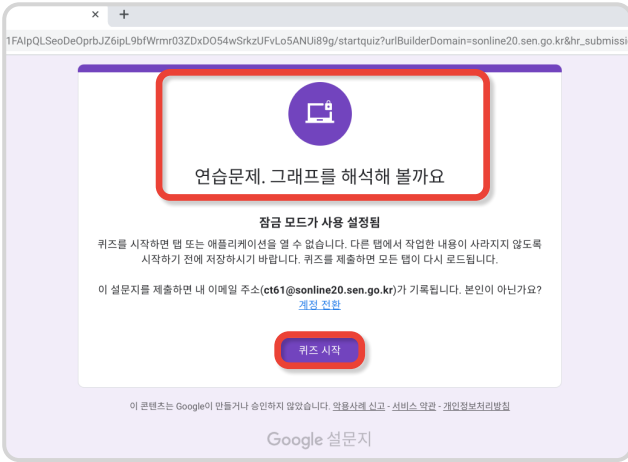 × +
1FAIpQLSeoDeOprbJZ6ipL9bfWrmr03ZDxDO54wSrkzUFvLo5ANUi89g/startquiz?urlBuilderDomain=sonline20.sen.go.kr&hr_submissi
연습문제. 그래프를 해석해 볼까요
잠금 모드가 사용 설정됨
퀴즈를 시작하면 탭 또는 애플리케이션을 열 수 없습니다. 다른 탭에서 작업한 내용이 사라지지 않도록
시작하기 전에 저장하시기 바랍니다. 퀴즈를 제출하면 모든 탭이 다시 로드됩니다.
이 설문지를 제출하면 내 이메일 주소(ct61@sonline20.sen.go.kr)가 기록됩니다. 본인이 아닌가요?
계정 전환
퀴즈 시작
이 콘텐츠는 Google이 만들거나 승인하지 않았습니다. 악용사례 신고 - 서비스 약관 - 개인정보처리방침
Google 설문지